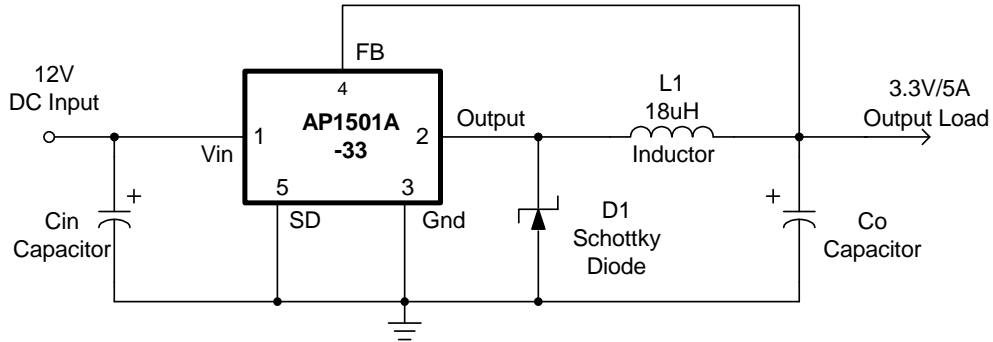 FB
12V
DC Input
4
AP1501A
-33
1
2
Vin
Output
L1
18uH
Inductor
3.3V/5A
Output Load
5
3
SD
Gnd
+
Cin
Capacitor
D1
Schottky
Diode
+
Co
Capacitor